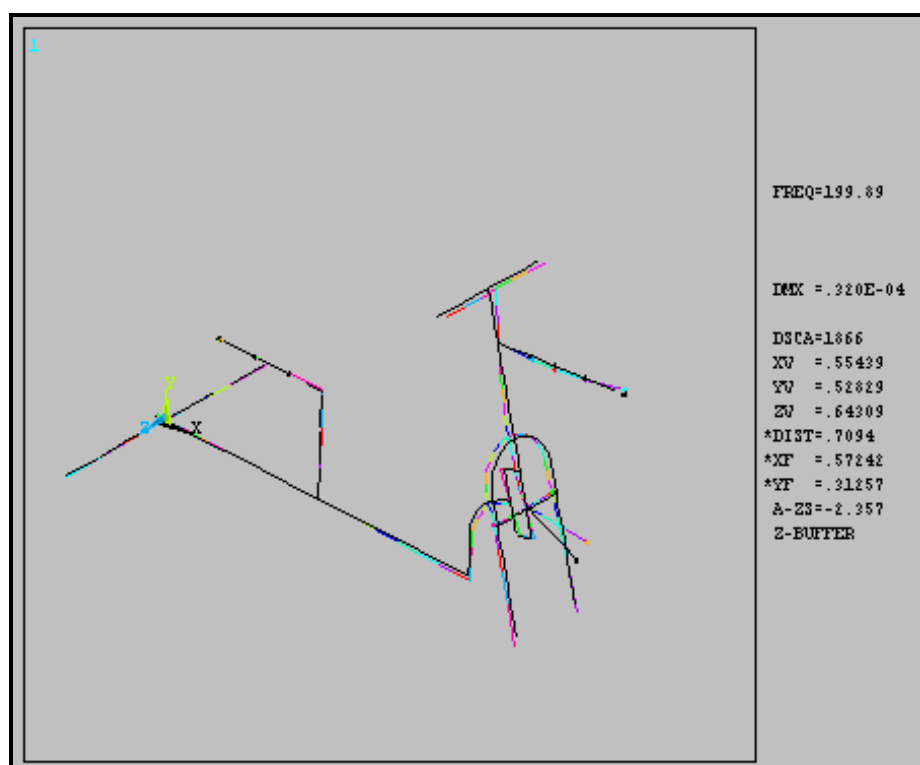 1
FREQ=199.89
DMX =.320E-04
DSCA=1866
XV =.55439
YV =.52829
ZV =.64309
*DIST=.7094
*XF =.57242
*YF =.31257
A-ZS=-2.357
Z-BUFFER
Y
Z X